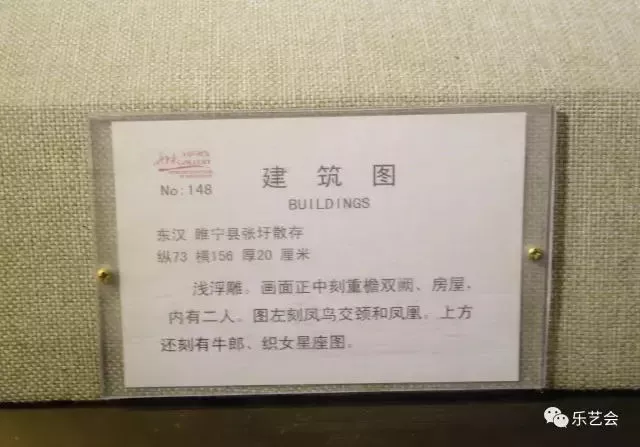 No: 148
建筑图
BUILDINGS
东汉 睢宁县张圩散存
纵73 横156 厚20 厘米
浅浮雕。画面正中刻重檐双阙、房屋,
内有二人。图左刻凤鸟交颈和凤凰。上方
还刻有牛郎、织女星座图。
乐艺会